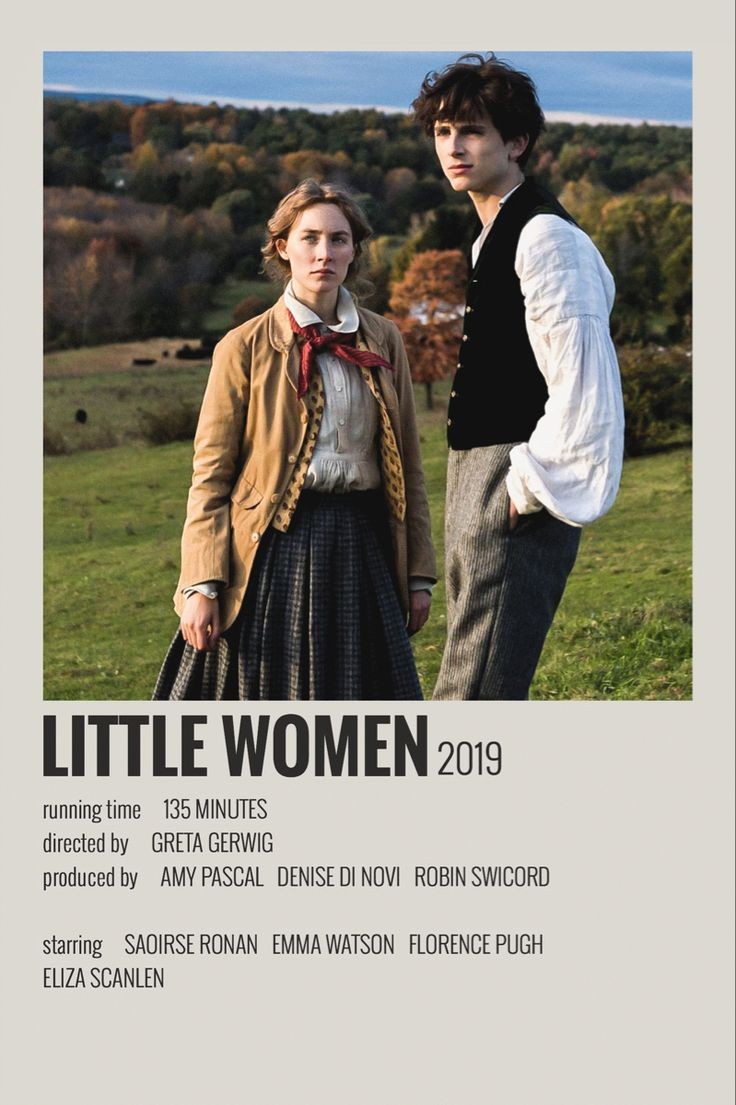 LITTLE WOMEN 2019
running time 135 MINUTES
directed by GRETA GERWIG
produced by AMY PASCAL DENISE DI NOVI ROBIN SWICORD
starring SAOIRSE RONAN EMMA WATSON FLORENCE PUGH
ELIZA SCANLEN